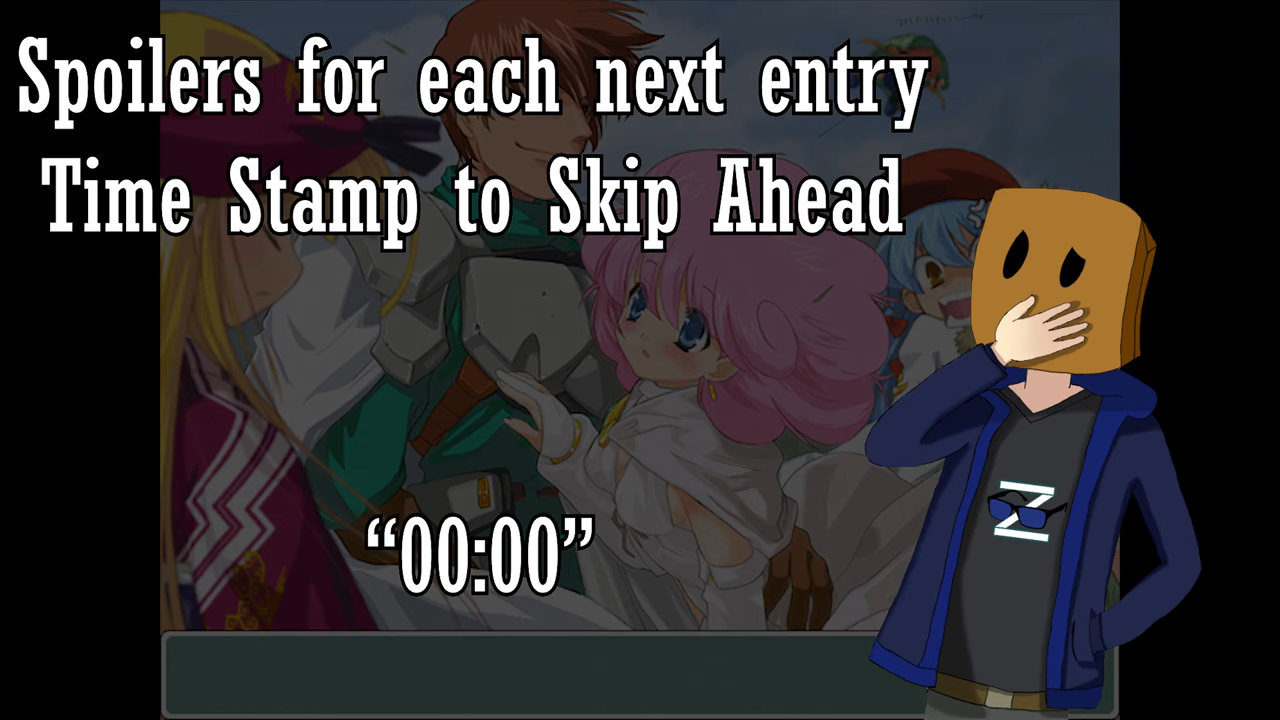 Spoilers for each next entry
Time Stamp to Skip Ahead
“00:00”
Z